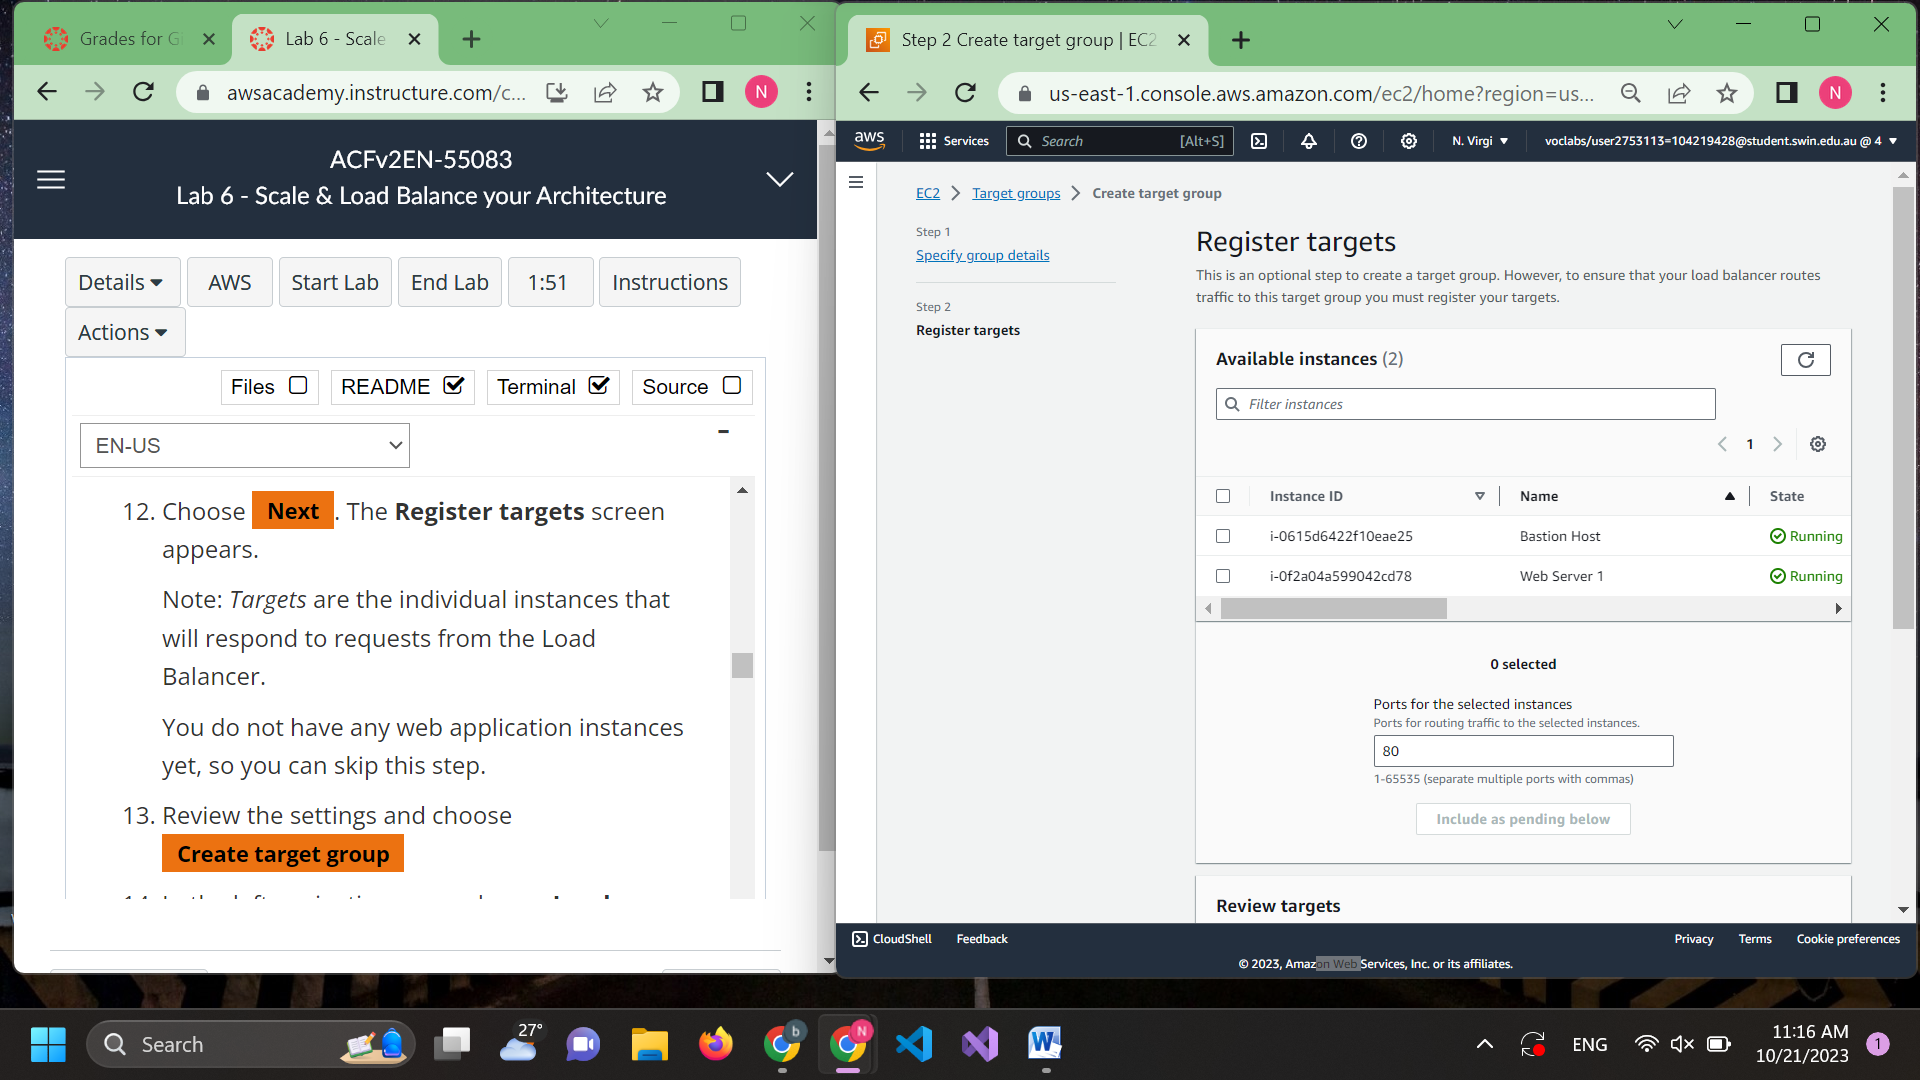 Grades for Gi
Lab 6 - Scale
awsacademy.instructure.com/c...
N
ACFv2EN-55083
Lab 6 - Scale & Load Balance your Architecture
Details
AWS
Start Lab
End Lab
1:51
Instructions
Actions
Files
README
Terminal
Source
EN-US
12. Choose Next . The Register targets screen
appears.
Note: Targets are the individual instances that
will respond to requests from the Load
Balancer.
You do not have any web application instances
yet, so you can skip this step.
13. Review the settings and choose
Create target group
Step 2 Create target group | EC2
us-east-1.console.aws.amazon.com/ec2/home?region=us...
N
aws
Services
Search
[Alt+S]
N. Virgi
voclabs/user2753113=104219428@student.swin.edu.au @ 4
EC2
Target groups
Create target group
Step 1
Specify group details
Step 2
Register targets
Register targets
This is an optional step to create a target group. However, to ensure that your load balancer routes
traffic to this target group you must register your targets.
Available instances (2)
Filter instances
1
Instance ID
Name
State
i-0615d6422f10eae25
Bastion Host
Running
i-0f2a04a599042cd78
Web Server 1
Running
0 selected
Ports for the selected instances
Ports for routing traffic to the selected instances.
80
1-65535 (separate multiple ports with commas)
Include as pending below
Review targets
CloudShell
Feedback
Privacy
Terms
Cookie preferences
© 2023, Amazon Web Services, Inc. or its affiliates.
Search
27°
b
N
ENG
11:16 AM
10/21/2023
1